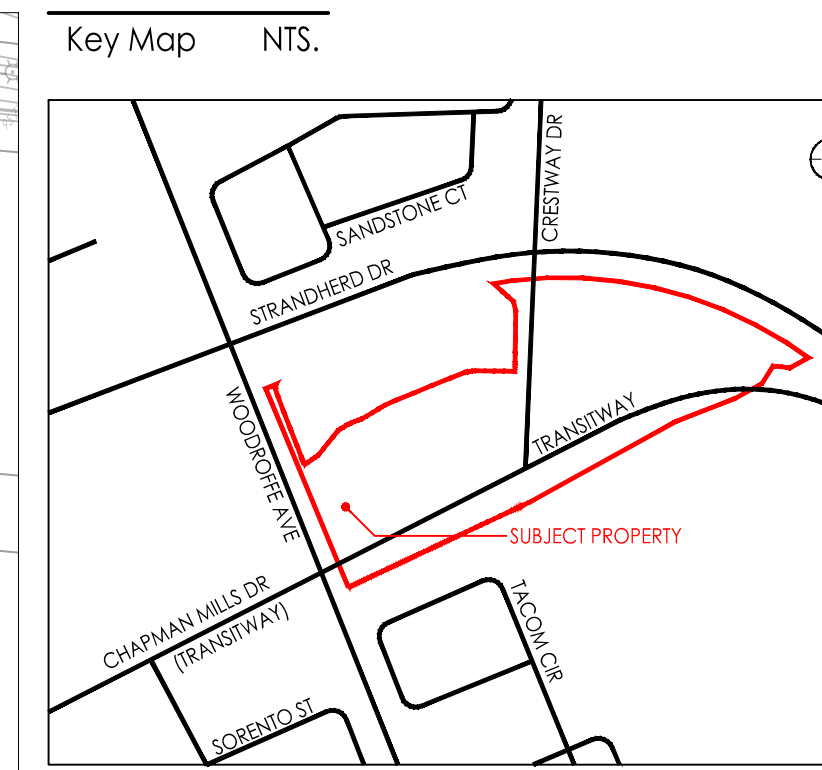 Key Map NTS.
CRESTWAY DR
SANDSTONE CT
STRANDHERD DR
WOODROFFE AVE
TRANSITWAY
SUBJECT PROPERTY
CHAPMAN MILLS DR
(TRANSITWAY)
TACOM CIR
SORENTO ST